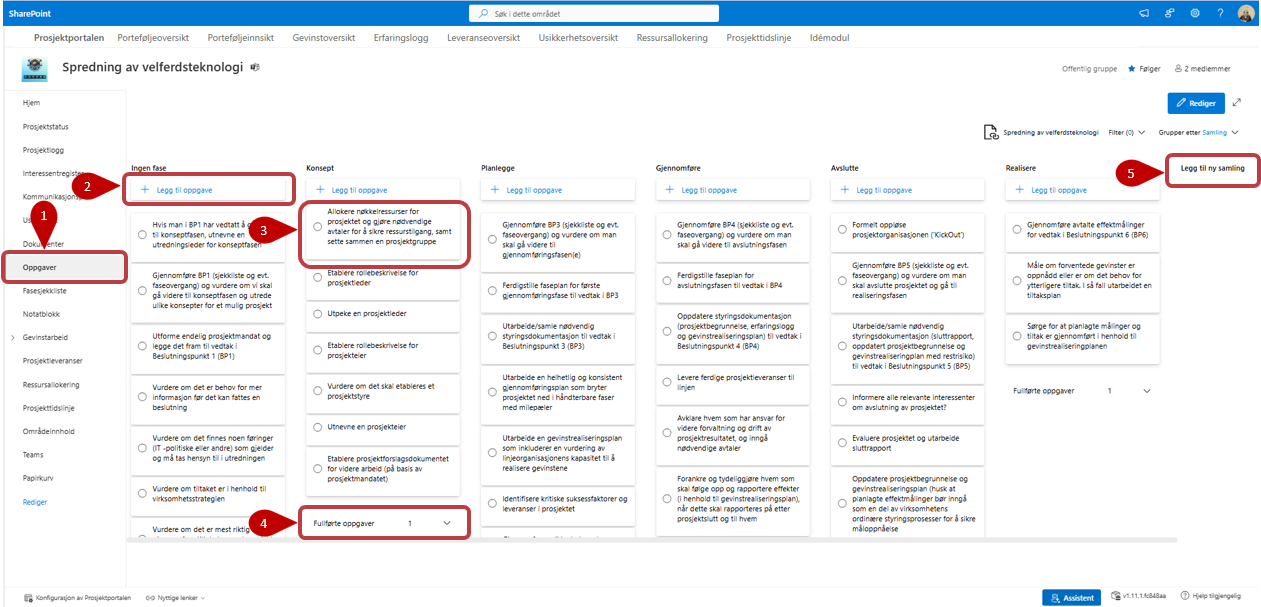 SharePoint
Søk i dette området
Prosjektportalen Porteføljeoversikt Porteføljeinnsikt Gevinstoversikt Erfaringslogg Leveranseoversikt Usikkerhetsoversikt Ressursallokering Prosjekttidslinje Idémodul
Spredning av velferdsteknologi
Offentlig gruppe Følger 2 medlemmer
Rediger
Spredning av velferdsteknologi Filter (0) Grupper etter Samling
Hjem
Prosjektstatus
Prosjektlogg
Interessentregister
Kommunikasjonsp
Us
Dokumenter
Oppgaver
Fasesjekkliste
Notatblokk
Gevinstarbeid
Prosjektleveranser
Ressursallokering
Prosjekttidslinje
Områdeinnhold
Teams
Papirkurv
Rediger
1
2
3
4
5
Ingen fase
Legg til oppgave
Hvis man i BP1 har vedtatt å g
til konseptfasen, utnevne en
utredningsleder for konseptfasen
Gjennomføre BP1 (sjekkliste og evt.
faseovergang) og vurdere om vi skal
gå videre til konseptfasen og utrede
ulike konsepter for et mulig prosjekt
Utforme endelig prosjektmandat og
legge det fram til vedtak i
Beslutningspunkt 1 (BP1)
Vurdere om det er behov for mer
informasjon før det kan fattes en
beslutning
Vurdere om det finnes noen føringer
(IT -politiske eller andre) som gjelder
og må tas hensyn til i utredningen
Vurdere om tiltaket er i henhold til
virksomhetsstrategien
Vurdere om det er mest riktig
Konsept
Legg til oppgave
Allokere nøkkelressurser for
prosjektet og gjøre nødvendige
avtaler for å sikre ressurstilgang, samt
sette sammen en prosjektgruppe
Etablere rollebeskrivelse for
prosjektleder
Utpeke en prosjektleder
Etablere rollebeskrivelse for
prosjekteier
Vurdere om det skal etableres et
prosjektstyre
Utnevne en prosjekteier
Etablere prosjektforslagsdokumentet
for videre arbeid (på basis av
prosjektmandatet)
Fullførte oppgaver 1
Planlegge
Legg til oppgave
Gjennomføre BP3 (sjekkliste og evt.
faseovergang) og vurdere om man
skal gå videre til
gjennomføringsfasen(e)
Ferdigstille faseplan for første
gjennomføringsfase til vedtak i BP3
Utarbeide/samle nødvendig
styringsdokumentasjon til vedtak i
Beslutningspunkt 3 (BP3)
Utarbeide en helhetlig og konsistent
gjennomføringsplan som bryter
prosjektet ned i håndterbare faser
med milepæler
Utarbeide en gevinstrealiseringsplan
som inkluderer en vurdering av
linjeorganisasjonens kapasitet til å
realisere gevinstene
Identifisere kritiske suksessfaktorer og
leveranser i prosjektet
Gjennomføre
Legg til oppgave
Gjennomføre BP4 (sjekkliste og evt.
faseovergang) og vurdere om man
skal gå videre til avslutningsfasen
Ferdigstille faseplan for
avslutningsfasen til vedtak i BP4
Oppdatere styringsdokumentasjon
(prosjektbegrunnelse, erfaringslogg
og gevinstrealiseringsplan) til vedtak i
Beslutningspunkt 4 (BP4)
Levere ferdige prosjektleveranser til
linjen
Avklare hvem som har ansvar for
videre forvaltning og drift av
prosjektresultatet, og inngå
nødvendige avtaler
Forankre og tydeliggjøre hvem som
skal følge opp og rapportere effekter
(i henhold til gevinstrealiseringsplan),
når dette skal rapporteres på etter
prosjektslutt og til hvem
Avslutte
Legg til oppgave
Formelt oppløse
prosjektorganisasjonen ('KickOut')
Gjennomføre BP5 (sjekkliste og evt.
faseovergang) og vurdere om man
skal avslutte prosjektet og gå til
realiseringsfasen
Utarbeide/samle nødvendig
styringsdokumentasjon (sluttrapport,
oppdatert prosjektbegrunnelse og
gevinstrealiseringsplan med restrisiko)
til vedtak i Beslutningspunkt 5 (BP5)
Informere alle relevante interessenter
om avslutning av prosjektet?
Evaluere prosjektet og utarbeide
sluttrapport
Oppdatere prosjektbegrunnelse og
gevinstrealiseringsplan (husk at
planlagte effektmålinger bør inngå
som en del av virksomhetens
ordinære styringsprosesser for å sikre
måloppnåelse
Realisere
Legg til oppgave
Gjennomføre avtalte effektmålinger
for vedtak i Beslutningspunkt 6 (BP6)
Måle om forventede gevinster er
oppnådd eller er om det er behov for
ytterligere tiltak. I så fall utarbeidet en
tiltaksplan
Sørge for at planlagte målinger og
tiltak er gjennomført i henhold til
gevinstrealiseringplanen
Fullførte oppgaver 1
Legg til ny samling
Konfigurasjon av Prosjektportalen Nyttige lenker
Assistent v1.11.1.fc848aa Hjelp tilgjengelig